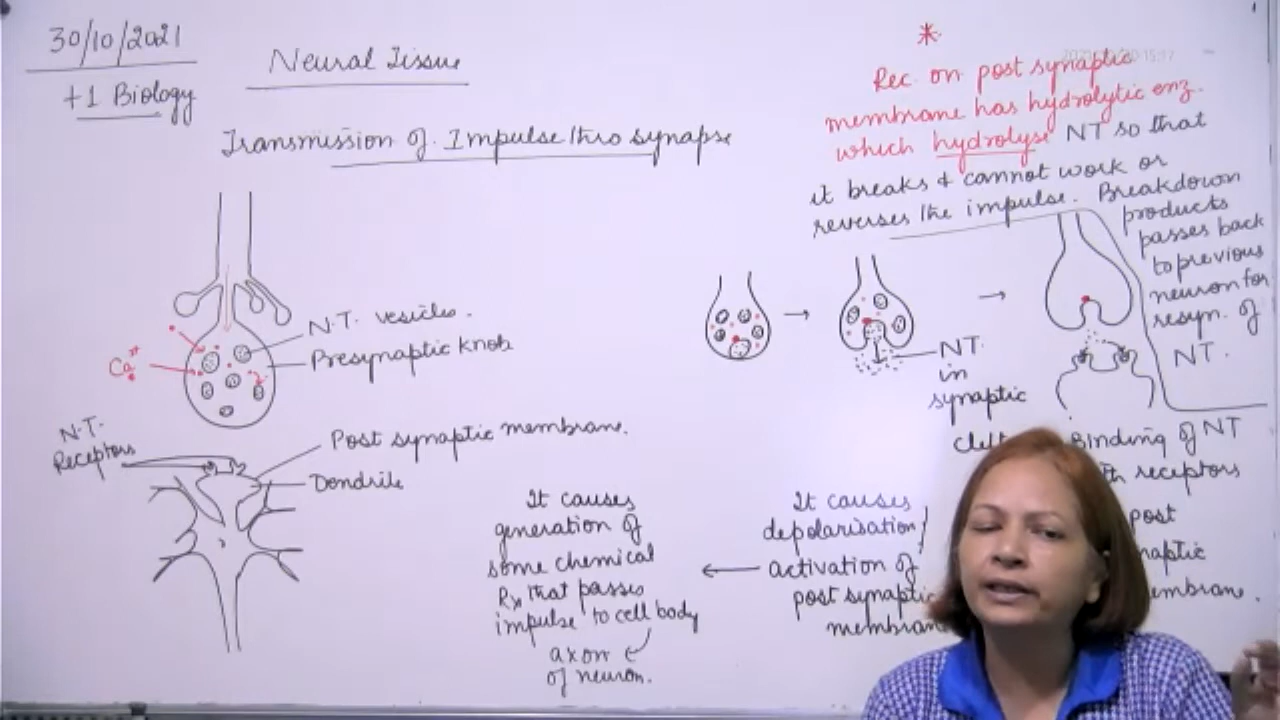 30/10/2021
+1 Biology
Neural Tissue
Transmission of Impulse thro synapse
*
Rec. on post synaptic
membrane has hydrolytic enz.
which hydrolyse NT so that
it breaks & cannot work or
reverses the impulse. Breakdown
products
passes back
to previous
neuron for
resyn. of
NT.
N.T. vesicles.
Presynaptic knob
Ca++
N.T.
Receptors
Post synaptic membrane.
Dendrite
NT
in
synaptic
cleft
Binding of NT
receptors
post
membrane.
It causes
depolarisation/
activation of
post synaptic
membrane
It causes
generation of
some chemical
Rx that passes
impulse to cell body
axon
of neuron.